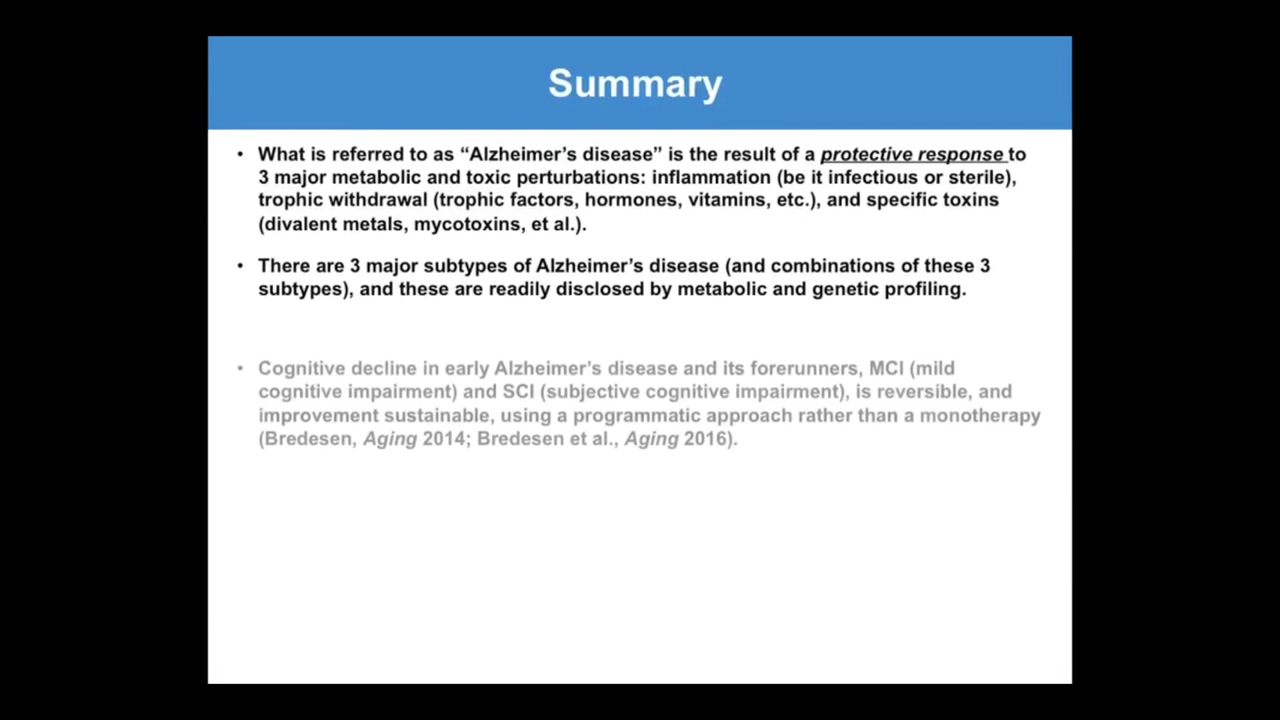 Summary
• What is referred to as “Alzheimer’s disease” is the result of a protective response to
3 major metabolic and toxic perturbations: inflammation (be it infectious or sterile),
trophic withdrawal (trophic factors, hormones, vitamins, etc.), and specific toxins
(divalent metals, mycotoxins, et al.).
• There are 3 major subtypes of Alzheimer’s disease (and combinations of these 3
subtypes), and these are readily disclosed by metabolic and genetic profiling.
• Cognitive decline in early Alzheimer’s disease and its forerunners, MCI (mild
cognitive impairment) and SCI (subjective cognitive impairment), is reversible, and
improvement sustainable, using a programmatic approach rather than a monotherapy
(Bredesen, Aging 2014; Bredesen et al., Aging 2016).